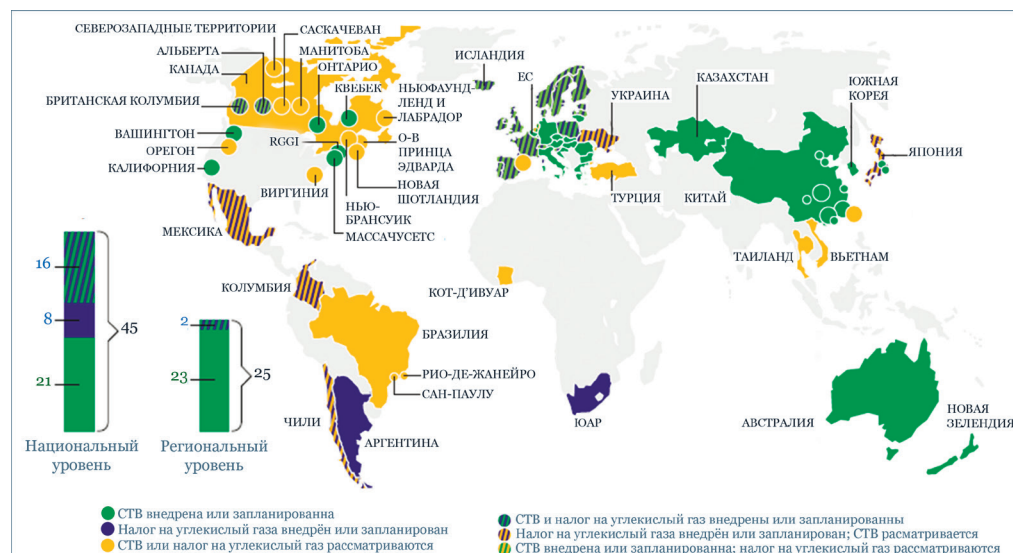 СЕВЕРОЗАПАДНЫЕ ТЕРРИТОРИИ
САСКАЧЕВАН
АЛЬБЕРТА
МАНИТОБА
КАНАДА
ОНТАРИО
КВЕБЕК
НЬЮФАУНД-
ЛЕНД И
ЛАБРАДОР
БРИТАНСКАЯ КОЛУМБИЯ
ВАШИНГТОН
ОРЕГОН
КАЛИФОРНИЯ
RGGI
О-В
ПРИНЦА
ЭДВАРДА
ВИРГИНИЯ
НОВАЯ
ШОТЛАНДИЯ
НЬЮ-
БРАНСУИК
МАССАЧУСЕТС
МЕКСИКА
ИСЛАНДИЯ
ЕС
УКРАИНА
КАЗАХСТАН
ЮЖНАЯ
КОРЕЯ
ЯПОНИЯ
ТУРЦИЯ
КИТАЙ
ТАИЛАНД
ВЬЕТНАМ
КОЛУМБИЯ
КОТ-Д'ИВУАР
БРАЗИЛИЯ
РИО-ДЕ-ЖАНЕЙРО
САН-ПАУЛУ
ЧИЛИ
АРГЕНТИНА
ЮАР
АВСТРАЛИЯ
НОВАЯ
ЗЕЛЕНДИЯ
16
8
45
21
2
23
25
Национальный
уровень
Региональный
уровень
СТВ внедрена или запланированна
Налог на углекислый газа внедрён или запланирован
СТВ или налог на углекислый газ рассматриваются
СТВ и налог на углекислый газ внедрены или запланированны
Налог на углекислый газ внедрён или запланирован; СТВ расматривается
СТВ внедрена или запланированна; налог на углекислый газ рассматриваются